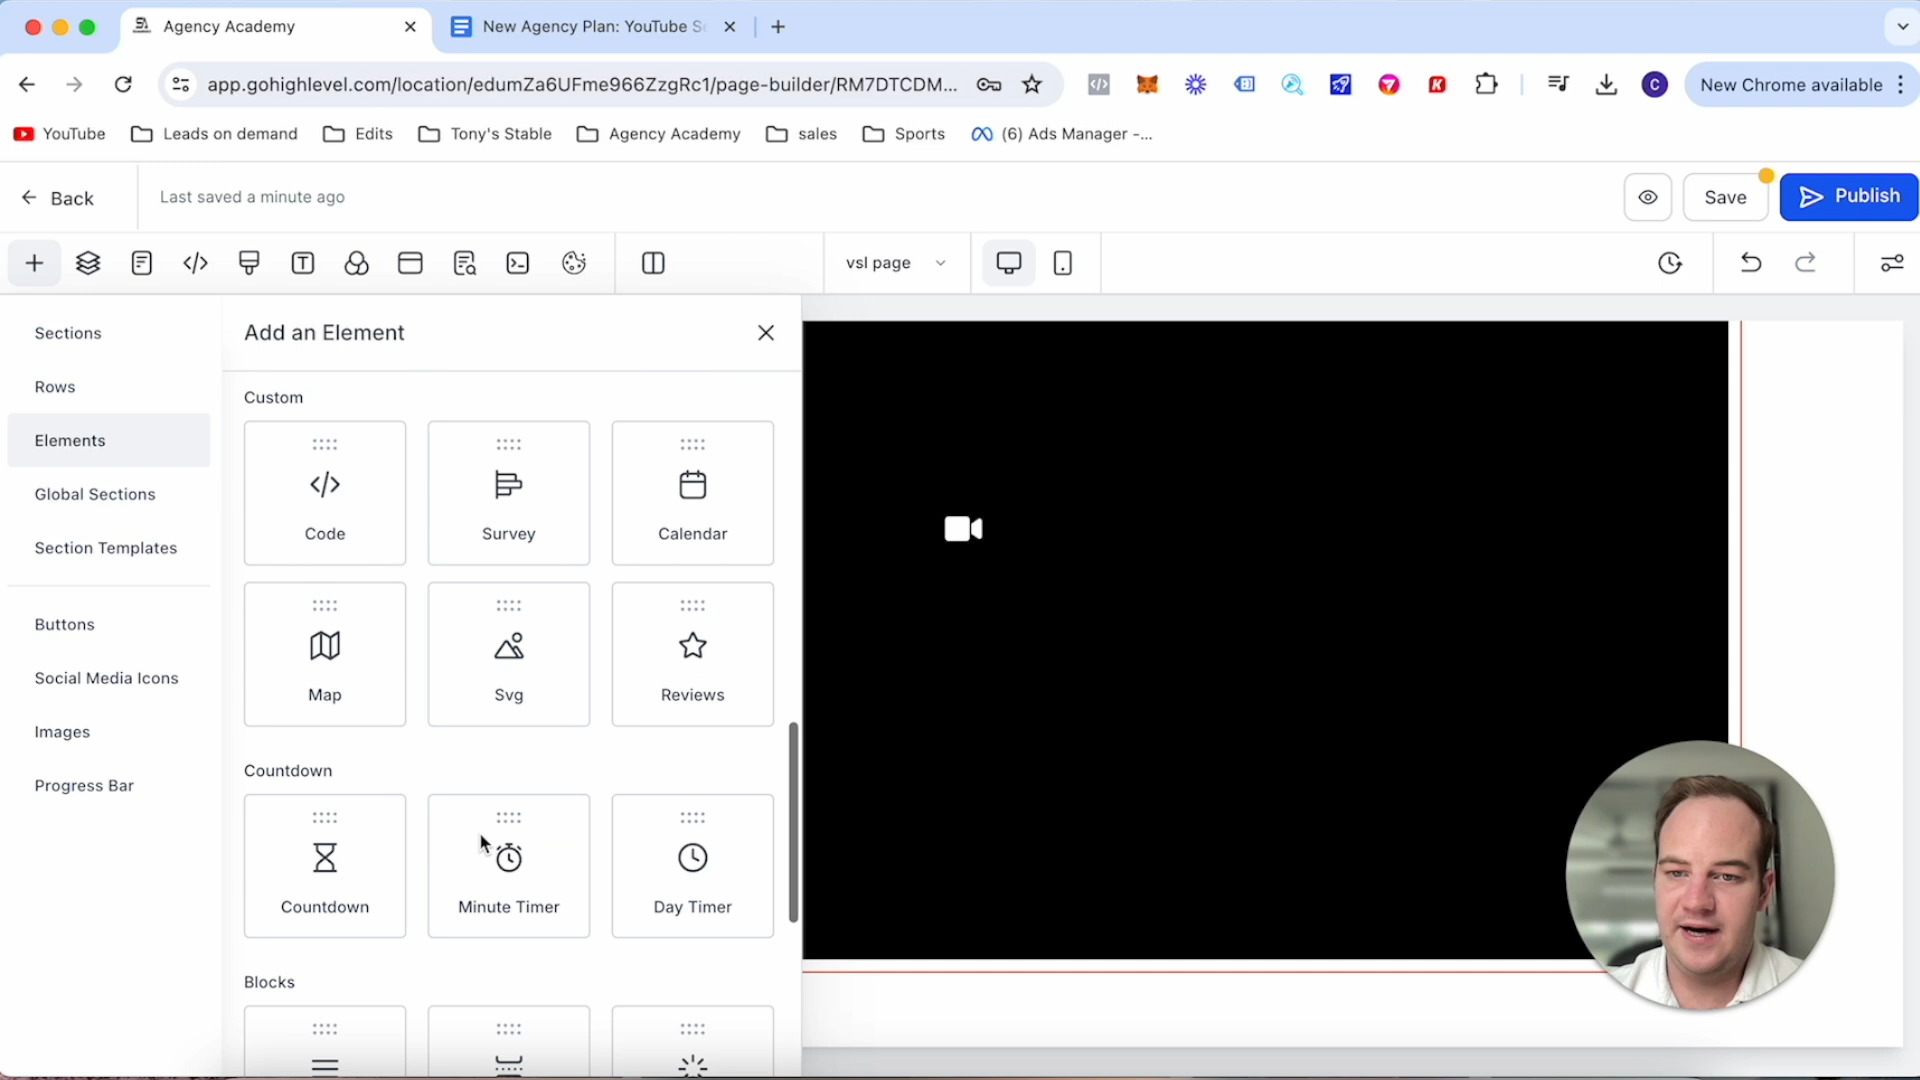 Agency Academy
New Agency Plan: YouTube S
app.gohighlevel.com/location/edumZa6UFme966ZzgRc1/page-builder/RM7DTCDM...
New Chrome available
YouTube
Leads on demand
Edits
Tony's Stable
Agency Academy
sales
Sports
(6) Ads Manager -...
Back
Last saved a minute ago
Save
Publish
vsl page
Sections
Rows
Elements
Global Sections
Section Templates
Buttons
Social Media Icons
Images
Progress Bar
Add an Element
Custom
Code
Survey
Calendar
Map
Svg
Reviews
Countdown
Countdown
Minute Timer
Day Timer
Blocks